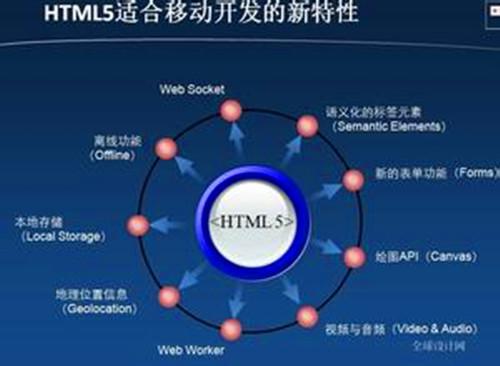 HTML5适合移动开发的新特性
Web Socket
语义化的标签元素
（Semantic Elements）
离线功能
（Offline）
新的表单功能（Forms）
本地存储
（Local Storage）
<HTML 5>
绘图API（Canvas）
地理位置信息
（Geolocation）
视频与音频（Video & Audio）
Web Worker
全球设计网